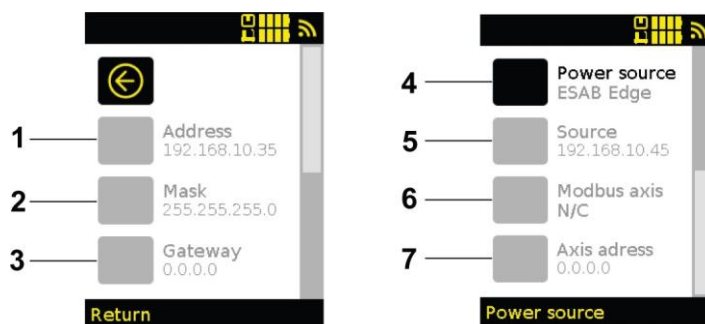 1
Address
192.168.10.35
2
Mask
255.255.255.0
3
Gateway
0.0.0.0
Return
4
Power source
ESAB Edge
5
Source
192.168.10.45
6
Modbus axis
N/C
7
Axis adress
0.0.0.0
Power source